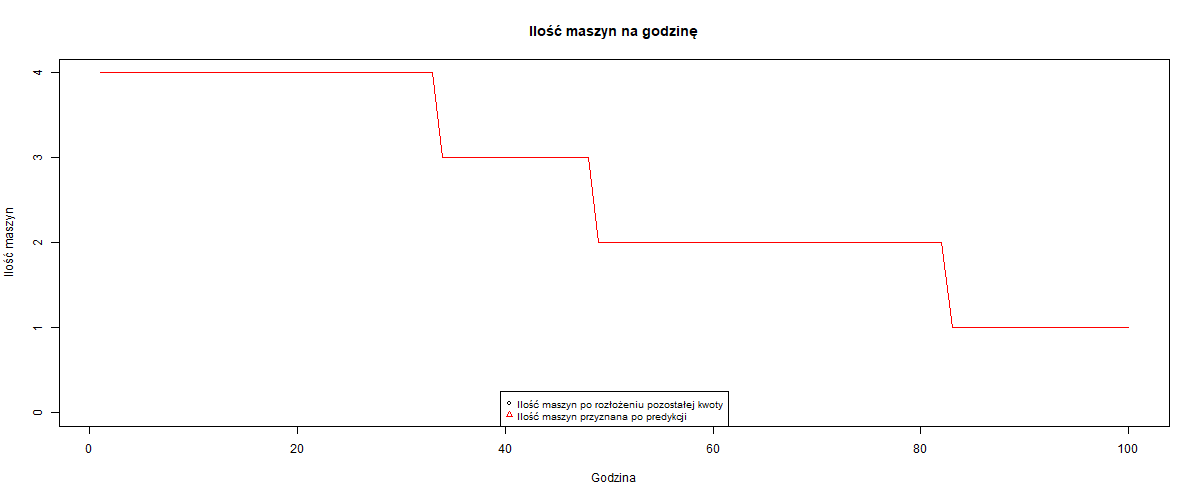 Ilość maszyn na godzinę
Ilość maszyn
4
3
2
1
0
Ilość maszyn po rozłożeniu pozostałej kwoty
Ilość maszyn przyznana po predykcji
0 20 40 60 80 100
Godzina